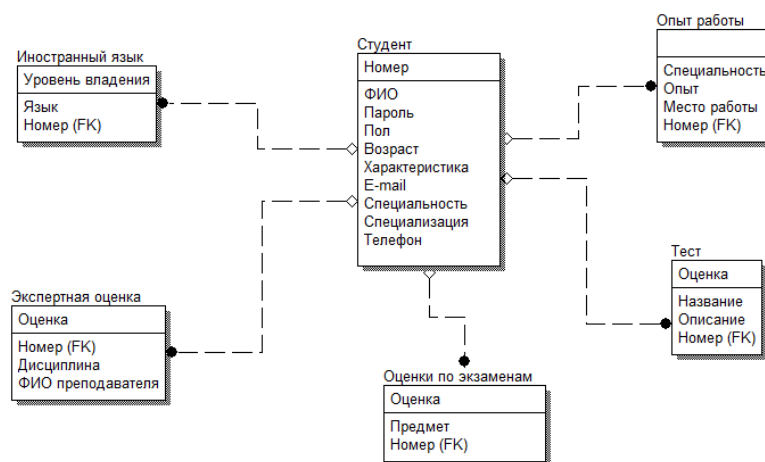 Иностранный язык
Уровень владения
Язык
Номер (FK)
Студент
Номер
ФИО
Пароль
Пол
Возраст
Характеристика
E-mail
Специальность
Специализация
Телефон
Опыт работы
Специальность
Опыт
Место работы
Номер (FK)
Экспертная оценка
Оценка
Номер (FK)
Дисциплина
ФИО преподавателя
Оценки по экзаменам
Оценка
Предмет
Номер (FK)
Тест
Оценка
Название
Описание
Номер (FK)